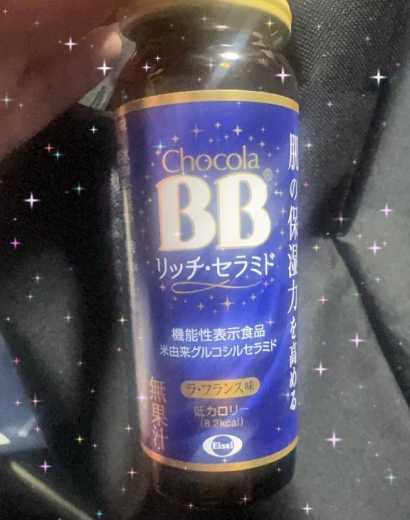 Chocola
BB®
リッチ・セラミド
肌の保湿力を高める
機能性表示食品
米由来グルコシルセラミド
ラ・フランス味
無果汁
低カロリー
(8.2kcal)
Eisai